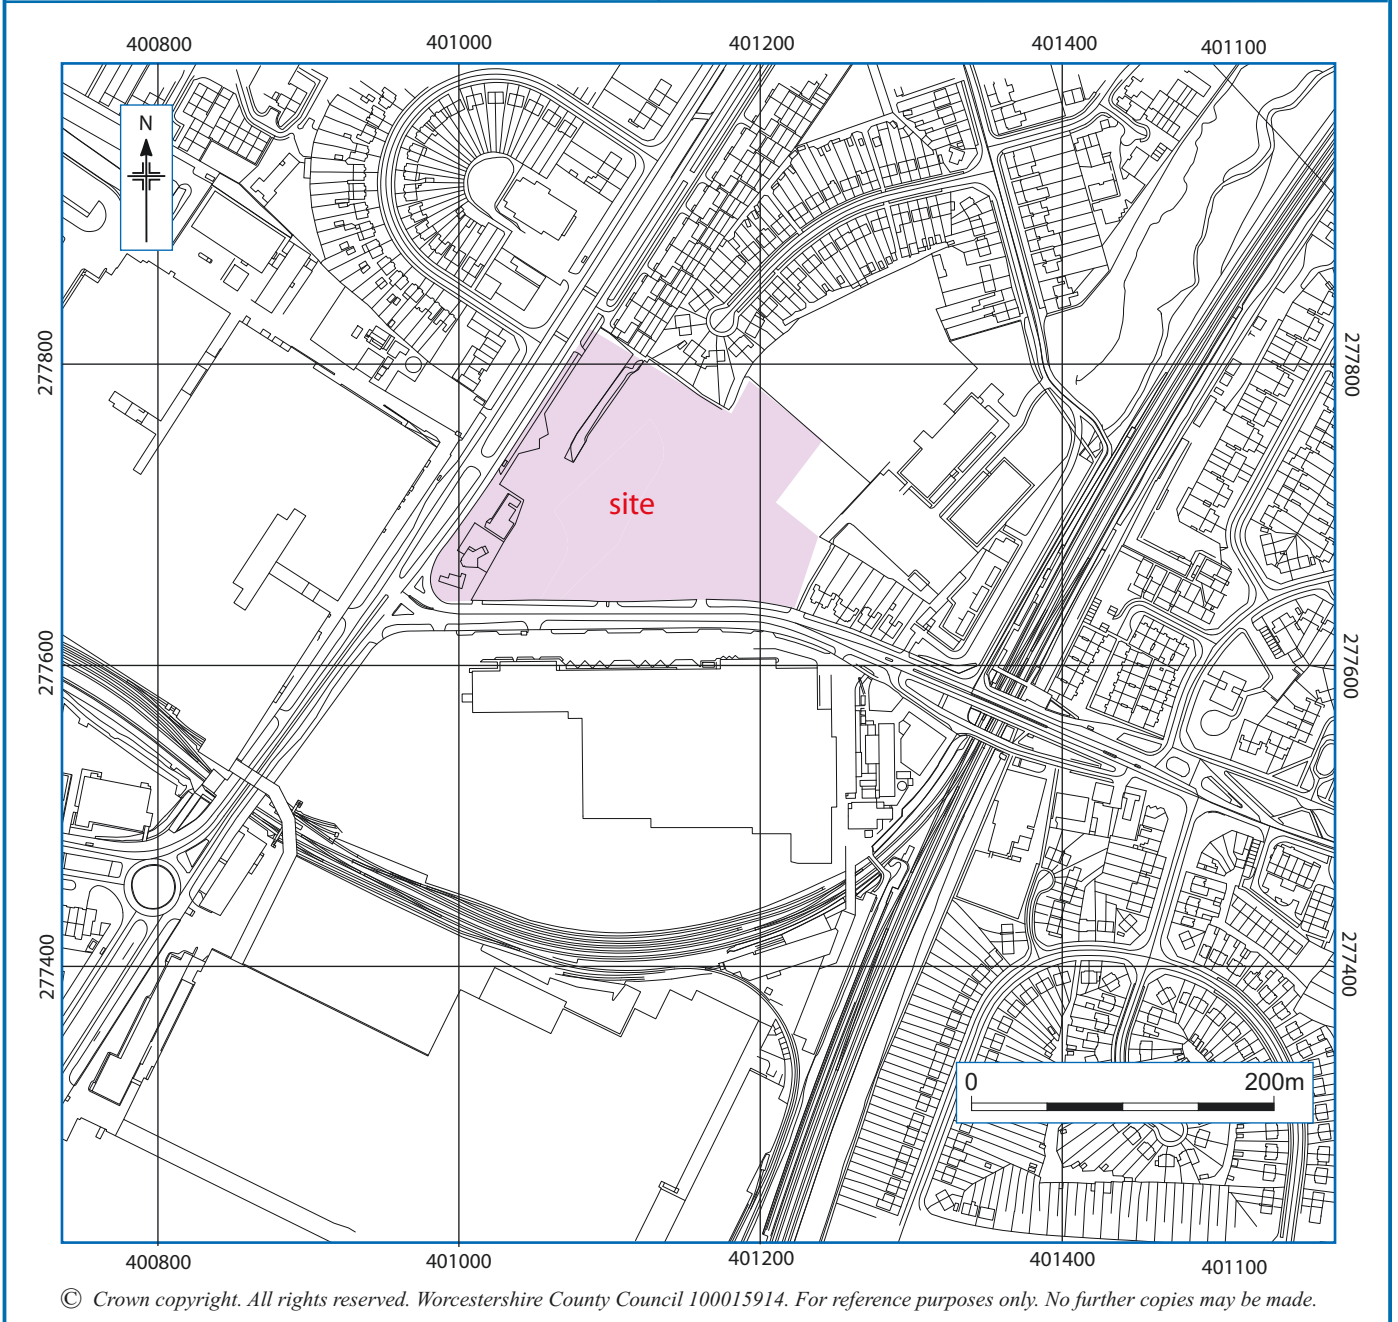 400800 401000 401200 401400 401100
N
277800 277800
site
277600 277600
277400 277400
0 200m
400800 401000 401200 401400 401100
© Crown copyright. All rights reserved. Worcestershire County Council 100015914. For reference purposes only. No further copies may be made.